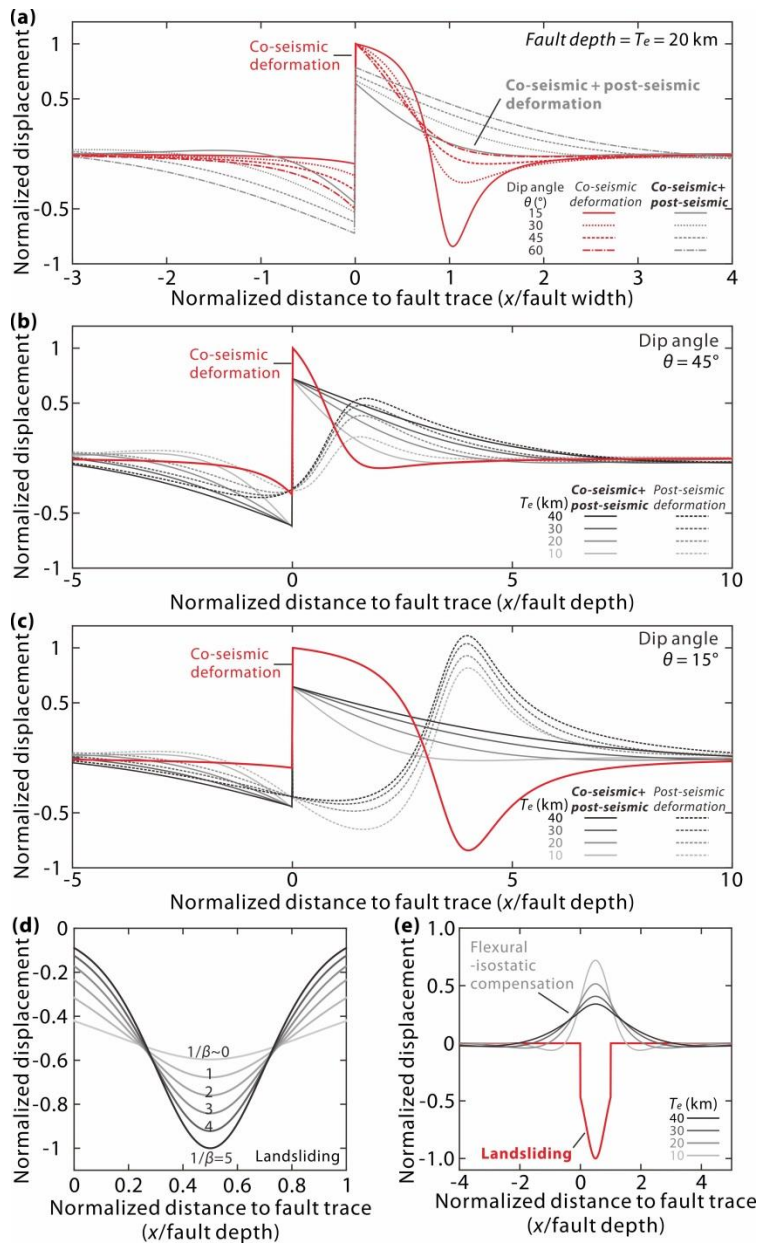 (a)
Normalized displacement
Co-seismic
deformation
Fault depth = Te = 20 km
Co-seismic + post-seismic
deformation
1
0.5
0
-0.5
-1
Dip angle
θ (°)
Co-seismic
deformation
Co-seismic+
post-seismic
15
30
45
60
-3 -2 -1 0 1 2 3 4
Normalized distance to fault trace (x/fault width)
(b)
Normalized displacement
Co-seismic
deformation
Dip angle
θ = 45°
1
0.5
0
-0.5
-1
Te (km)
Co-seismic+
post-seismic
Post-seismic
deformation
40
30
20
10
-5 0 5 10
Normalized distance to fault trace (x/fault depth)
(c)
Normalized displacement
Co-seismic
deformation
Dip angle
θ = 15°
1
0.5
0
-0.5
-1
Te (km)
Co-seismic+
post-seismic
Post-seismic
deformation
40
30
20
10
-5 0 5 10
Normalized distance to fault trace (x/fault depth)
(d)
Normalized displacement
0
-0.2
-0.4
-0.6
-0.8
-1
1/β~0
1
2
3
4
1/β=5
Landsliding
0 0.2 0.4 0.6 0.8 1
Normalized distance to fault trace
(x/fault depth)
(e)
Normalized displacement
1.0
0.5
0
-0.5
-1.0
Flexural
-isostatic
compensation
Landsliding
Te (km)
40
30
20
10
-4 -2 0 2 4
Normalized distance to fault trace
(x/fault depth)